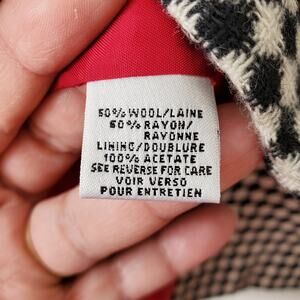 50% WOOL/LAINE
50% RAYON/
RAYONNE
LINING/DOUBLURE
100% ACETATE
SEE REVERSE FOR CARE
VOIR VERSO
POUR ENTRETIEN